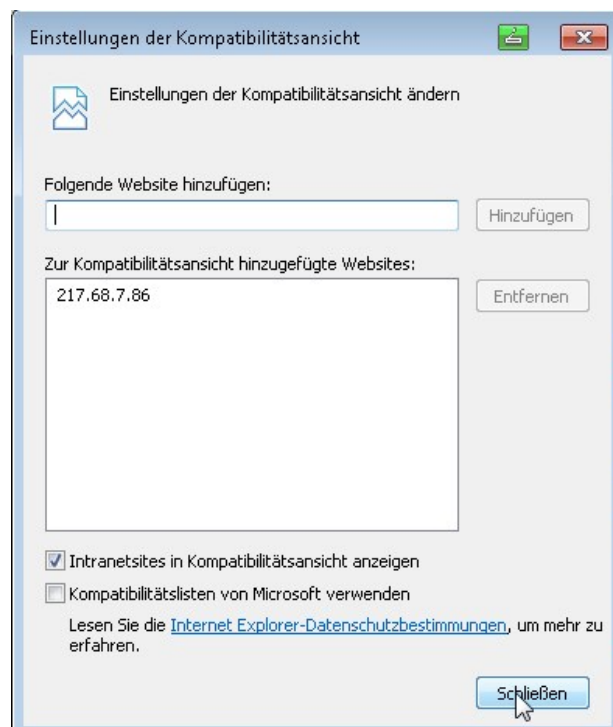 Einstellungen der Kompatibilitätsansicht
Einstellungen der Kompatibilitätsansicht ändern
Folgende Website hinzufügen:
Hinzufügen
Zur Kompatibilitätsansicht hinzugefügte Websites:
217.68.7.86
Entfernen
Intranetsites in Kompatibilitätsansicht anzeigen
Kompatibilitätslisten von Microsoft verwenden
Lesen Sie die Internet Explorer-Datenschutzbestimmungen, um mehr zu
erfahren.
Schließen